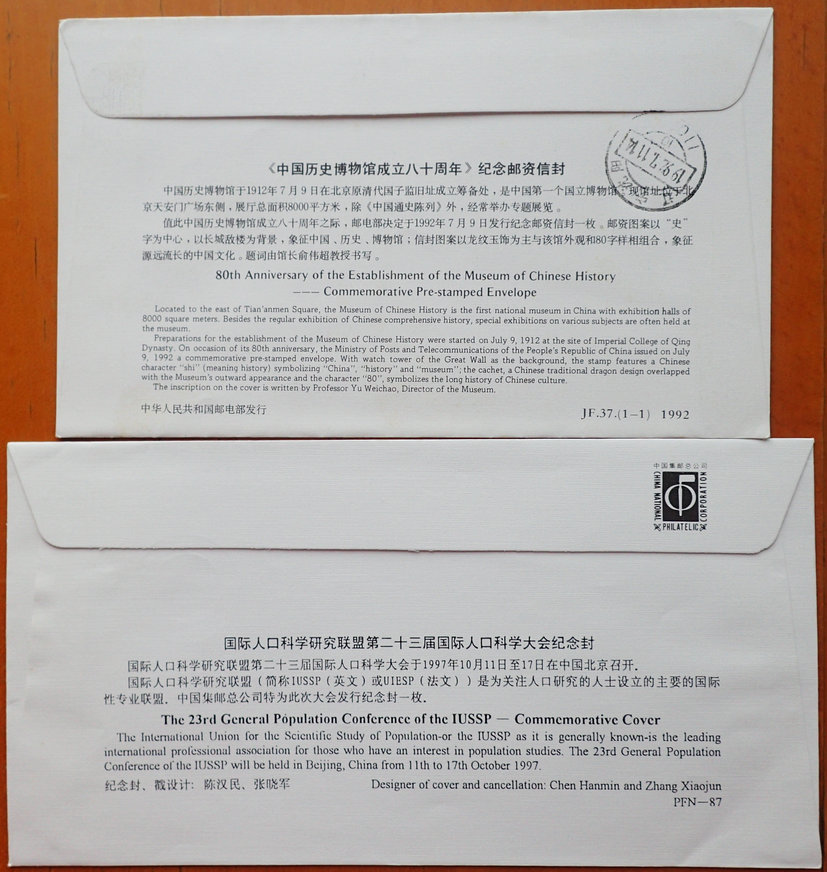 《中国历史博物馆成立八十周年》纪念邮资信封
中国历史博物馆于1912年7月9日在北京原清代国子监旧址成立筹备处，是中国第一个国立博物馆。现馆址位于北
京天安门广场东侧，展厅总面积8000平方米，除《中国通史陈列》外，经常举办专题展览。
值此中国历史博物馆成立八十周年之际，邮电部决定于1992年7月9日发行纪念邮资信封一枚。邮资图案以“史”
字为中心，以长城敌楼为背景，象征中国、历史、博物馆；信封图案以龙纹玉饰为主与该馆外观和80字样相组合，象征
源远流长的中国文化。题词由馆长俞伟超教授书写。
80th Anniversary of the Establishment of the Museum of Chinese History
——— Commemorative Pre-stamped Envelope
Located to the east of Tian'anmen Square, the Museum of Chinese History is the first national museum in China with exhibition halls of
8000 square meters. Besides the regular exhibition of Chinese comprehensive history, special exhibitions on various subjects are often held at
the museum.
Preparations for the establishment of the Museum of Chinese History were started on July 9, 1912 at the site of Imperial College of Qing
Dynasty. On occasion of its 80th anniversary, the Ministry of Posts and Telecommunications of the People's Republic of China issued on July
9, 1992 a commemorative pre-stamped envelope. With watch tower of the Great Wall as the background, the stamp features a Chinese
character "shi" (meaning history) symbolizing "China", "history" and "museum"; the cachet, a Chinese traditional dragon design overlapped
with the Museum's outward appearance and the character "80", symbolizes the long history of Chinese culture.
The inscription on the cover is written by Professor Yu Weichao, Director of the Museum.
中华人民共和国邮电部发行
JF.37.(1—1) 1992
中国集邮总公司
CHINA NATIONAL
PHILATELIC
CORPORATION
国际人口科学研究联盟第二十三届国际人口科学大会纪念封
国际人口科学研究联盟第二十三届国际人口科学大会于1997年10月11日至17日在中国北京召开．
国际人口科学研究联盟（简称IUSSP（英文）或UIESP（法文））是为关注人口研究的人士设立的主要的国际
性专业联盟．中国集邮总公司特为此次大会发行纪念封一枚．
The 23rd General Population Conference of the IUSSP — Commemorative Cover
The International Union for the Scientific Study of Population-or the IUSSP as it is generally known-is the leading
international professional association for those who have an interest in population studies. The 23rd General Population
Conference of the IUSSP will be held in Beijing, China from 11th to 17th October 1997.
纪念封、戳设计：陈汉民、张晓军
Designer of cover and cancellation: Chen Hanmin and Zhang Xiaojun
PFN—87